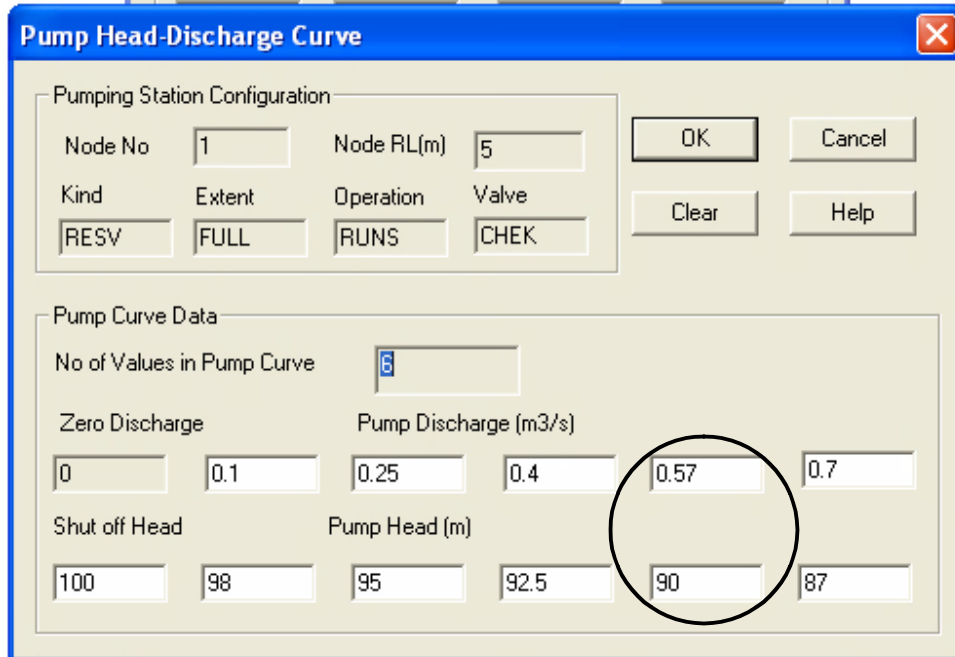 Pump Head-Discharge Curve
Pumping Station Configuration
Node No 1 Node RL(m) 5 OK Cancel
Kind Extent Operation Valve
RESV FULL RUNS CHEK Clear Help
Pump Curve Data
No of Values in Pump Curve 6
Zero Discharge Pump Discharge (m3/s)
0 0.1 0.25 0.4 0.57 0.7
Shut off Head Pump Head (m)
100 98 95 92.5 90 87